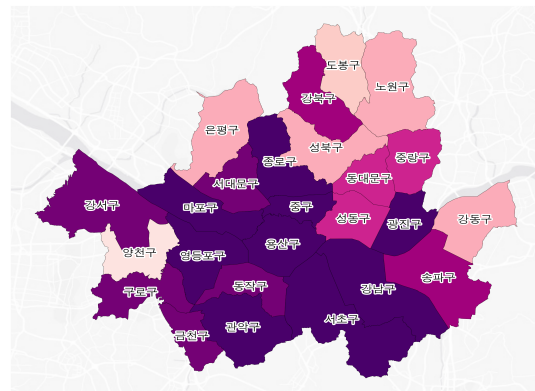 도봉구
노원구
강북구
은평구
성북구
중랑구
종로구
동대문구
서대문구
강서구
마포구
중구
성동구
광진구
강동구
양천구
영등포구
용산구
송파구
구로구
동작구
강남구
서초구
관악구
금천구